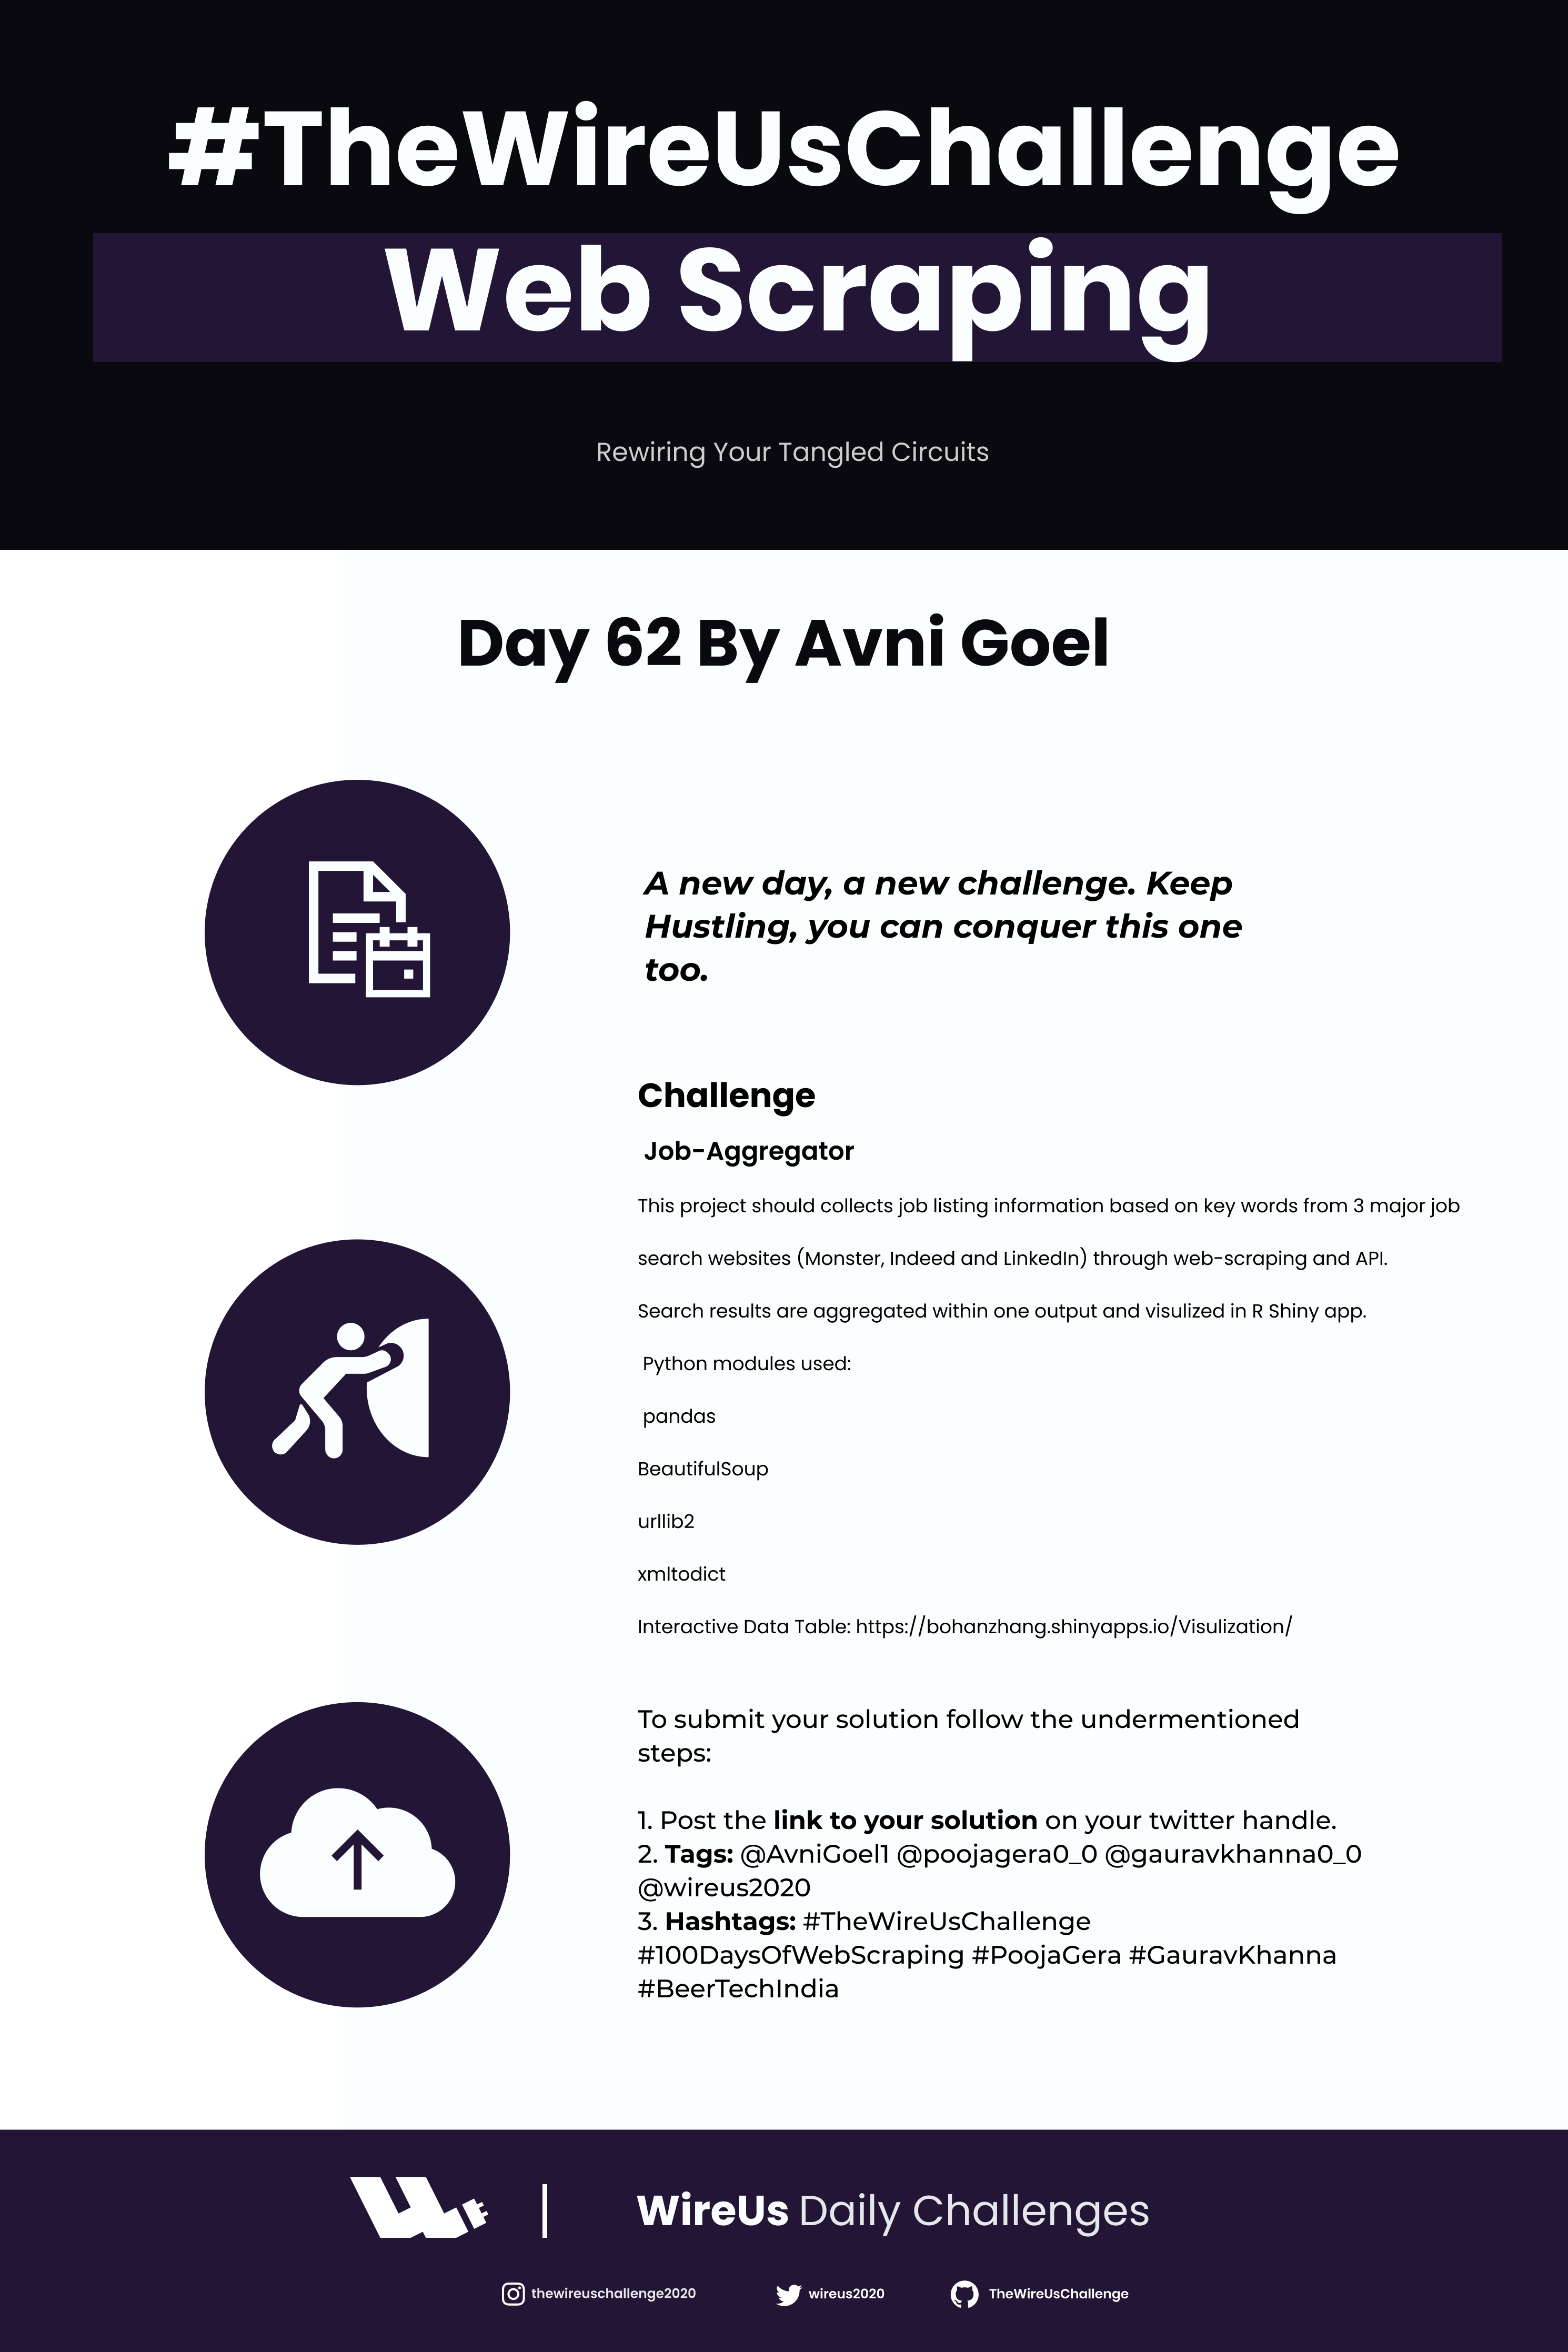 #TheWireUsChallenge
Web Scraping
Rewiring Your Tangled Circuits
Day 62 By Avni Goel
A new day, a new challenge. Keep
Hustling, you can conquer this one
too.
Challenge
Job-Aggregator
This project should collects job listing information based on key words from 3 major job
search websites (Monster, Indeed and LinkedIn) through web-scraping and API.
Search results are aggregated within one output and visulized in R Shiny app.
Python modules used:
pandas
BeautifulSoup
urllib2
xmltodict
Interactive Data Table: https://bohanzhang.shinyapps.io/Visulization/
To submit your solution follow the undermentioned
steps:
1. Post the link to your solution on your twitter handle.
2. Tags: @AvniGoel1 @poojagera0_0 @gauravkhanna0_0
@wireus2020
3. Hashtags: #TheWireUsChallenge
#100DaysOfWebScraping #PoojaGera #GauravKhanna
#BeerTechIndia
WireUs Daily Challenges
thewireuschallenge2020
wireus2020
TheWireUsChallenge